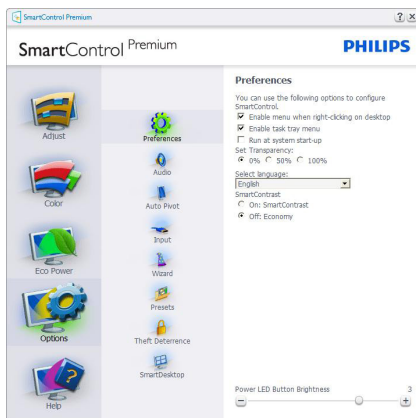 SmartControl Premium
SmartControl Premium
PHILIPS
Adjust
Color
Eco Power
Options
Help
Preferences
Audio
Auto Pivot
Input
Wizard
Presets
Theft Deterrence
SmartDesktop
Preferences
You can use the following options to configure
SmartControl.
Enable menu when right-clicking on desktop
Enable task tray menu
Run at system start-up
Set Transparency:
0% 50% 100%
Select language:
English
SmartContrast
On: SmartContrast
Off: Economy
Power LED Button Brightness 3